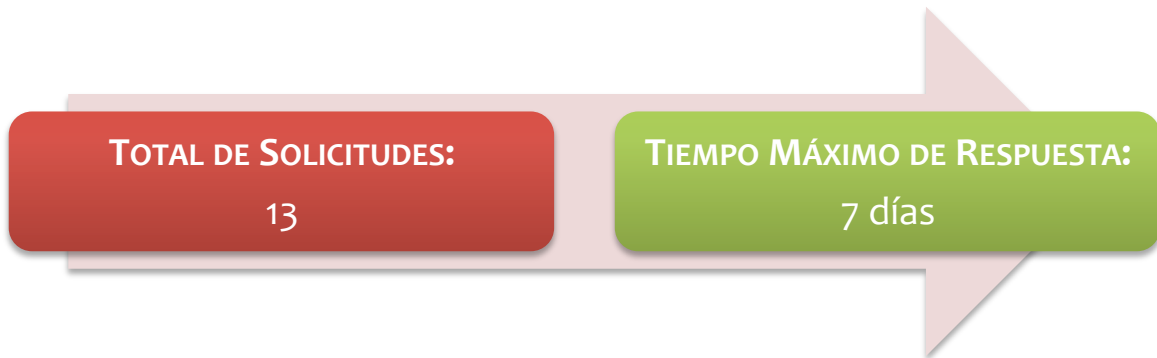 Total de Solicitudes:
13
Tiempo Máximo de Respuesta:
7 días